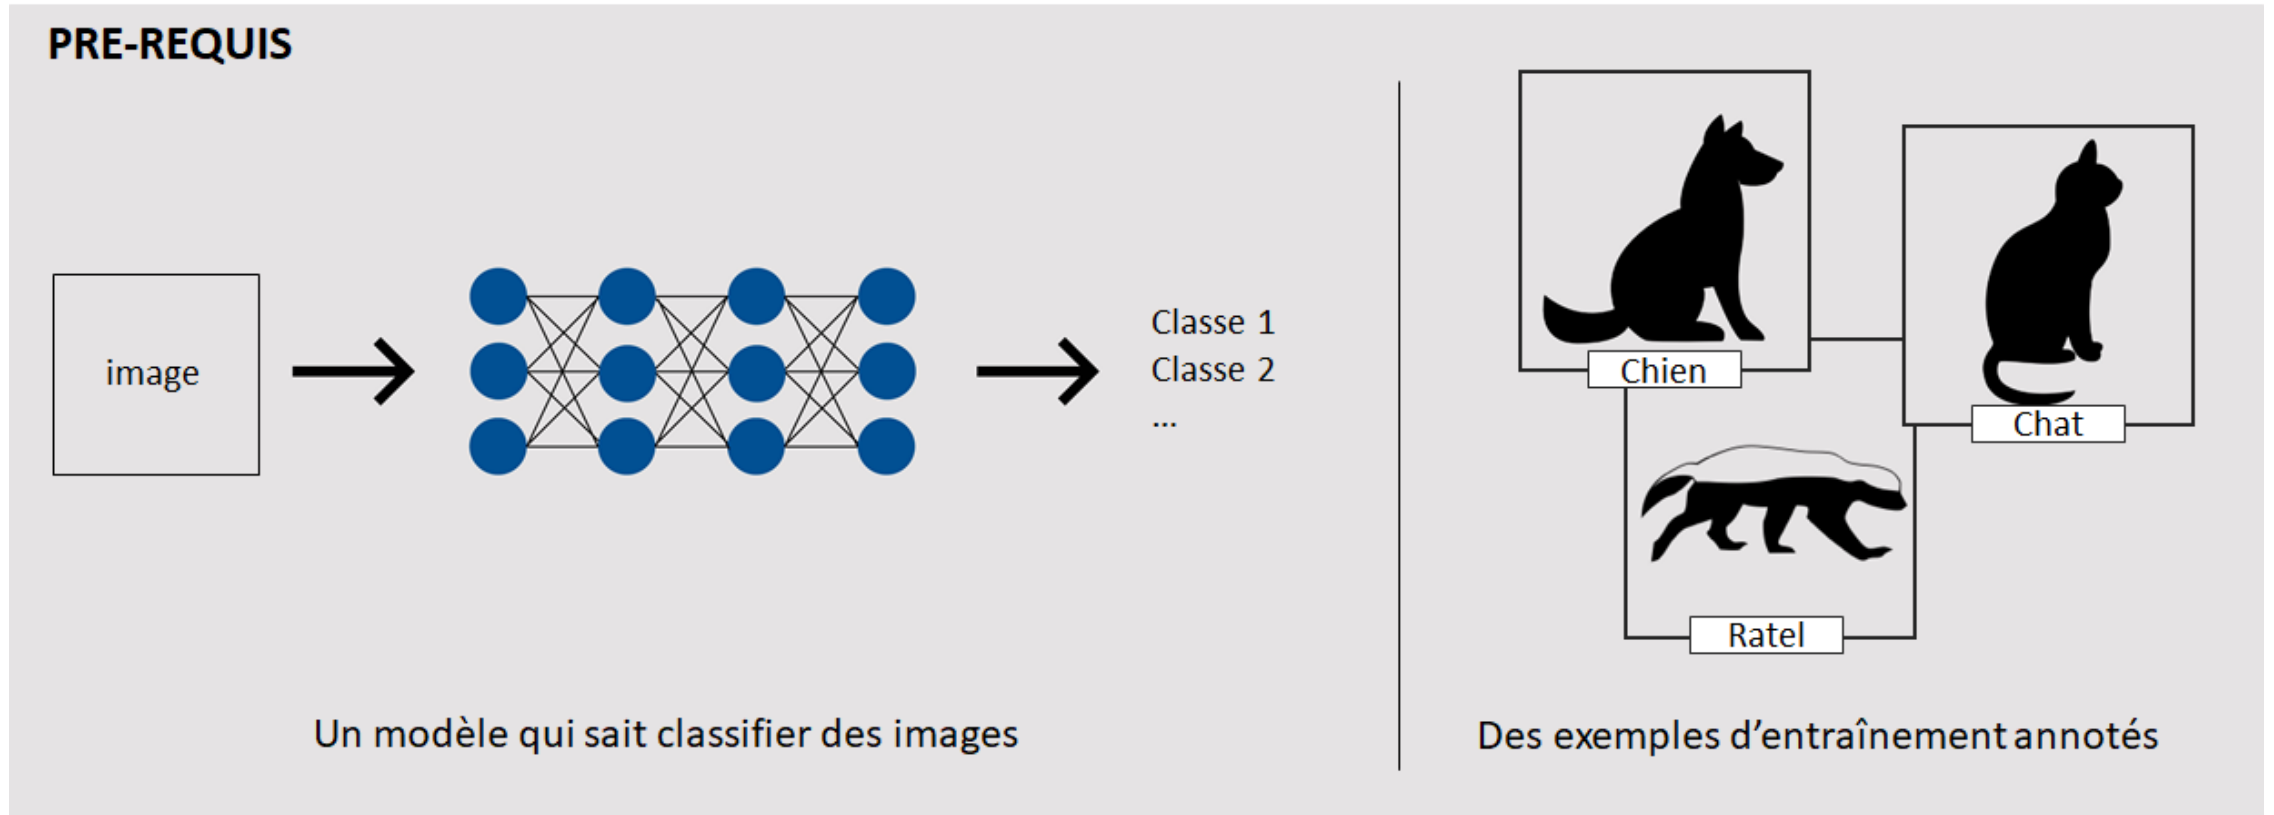 PRE-REQUIS
image
Classe 1
Classe 2
...
Un modèle qui sait classifier des images
Chien
Chat
Ratel
Des exemples d’entraînement annotés